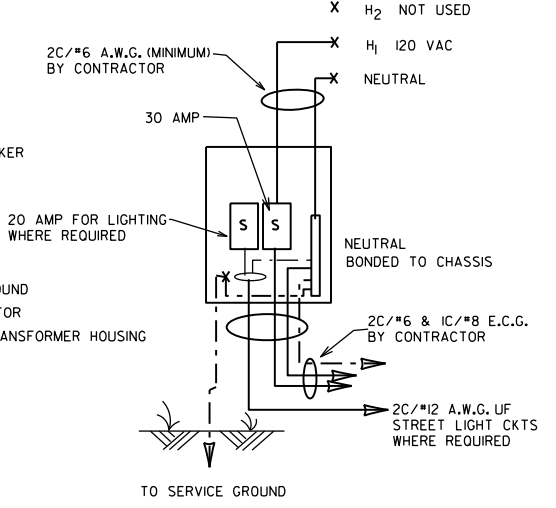 H2 NOT USED
H1 120 VAC
2C/#6 A.W.G. (MINIMUM)
BY CONTRACTOR
NEUTRAL
30 AMP
KER
S S
20 AMP FOR LIGHTING
WHERE REQUIRED
NEUTRAL
BONDED TO CHASSIS
OUND
TOR
ANSFORMER HOUSING
2C/#6 & 1C/#8 E.C.G.
BY CONTRACTOR
2C/#12 A.W.G. UF
STREET LIGHT CKTS
WHERE REQUIRED
TO SERVICE GROUND